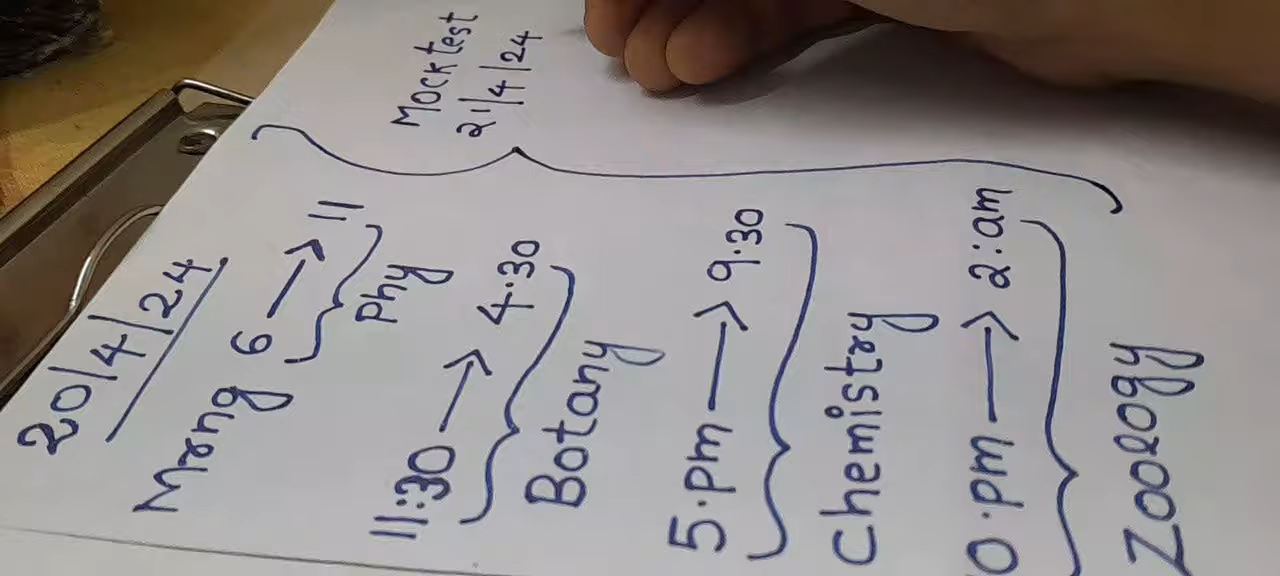 20/4/24
Mrng 6 → 11
Phy
11:30 → 4.30
Botany
5.pm → 9.30
Chemistry
0.pm → 2:am
Zoology
Mock test
21/4/24